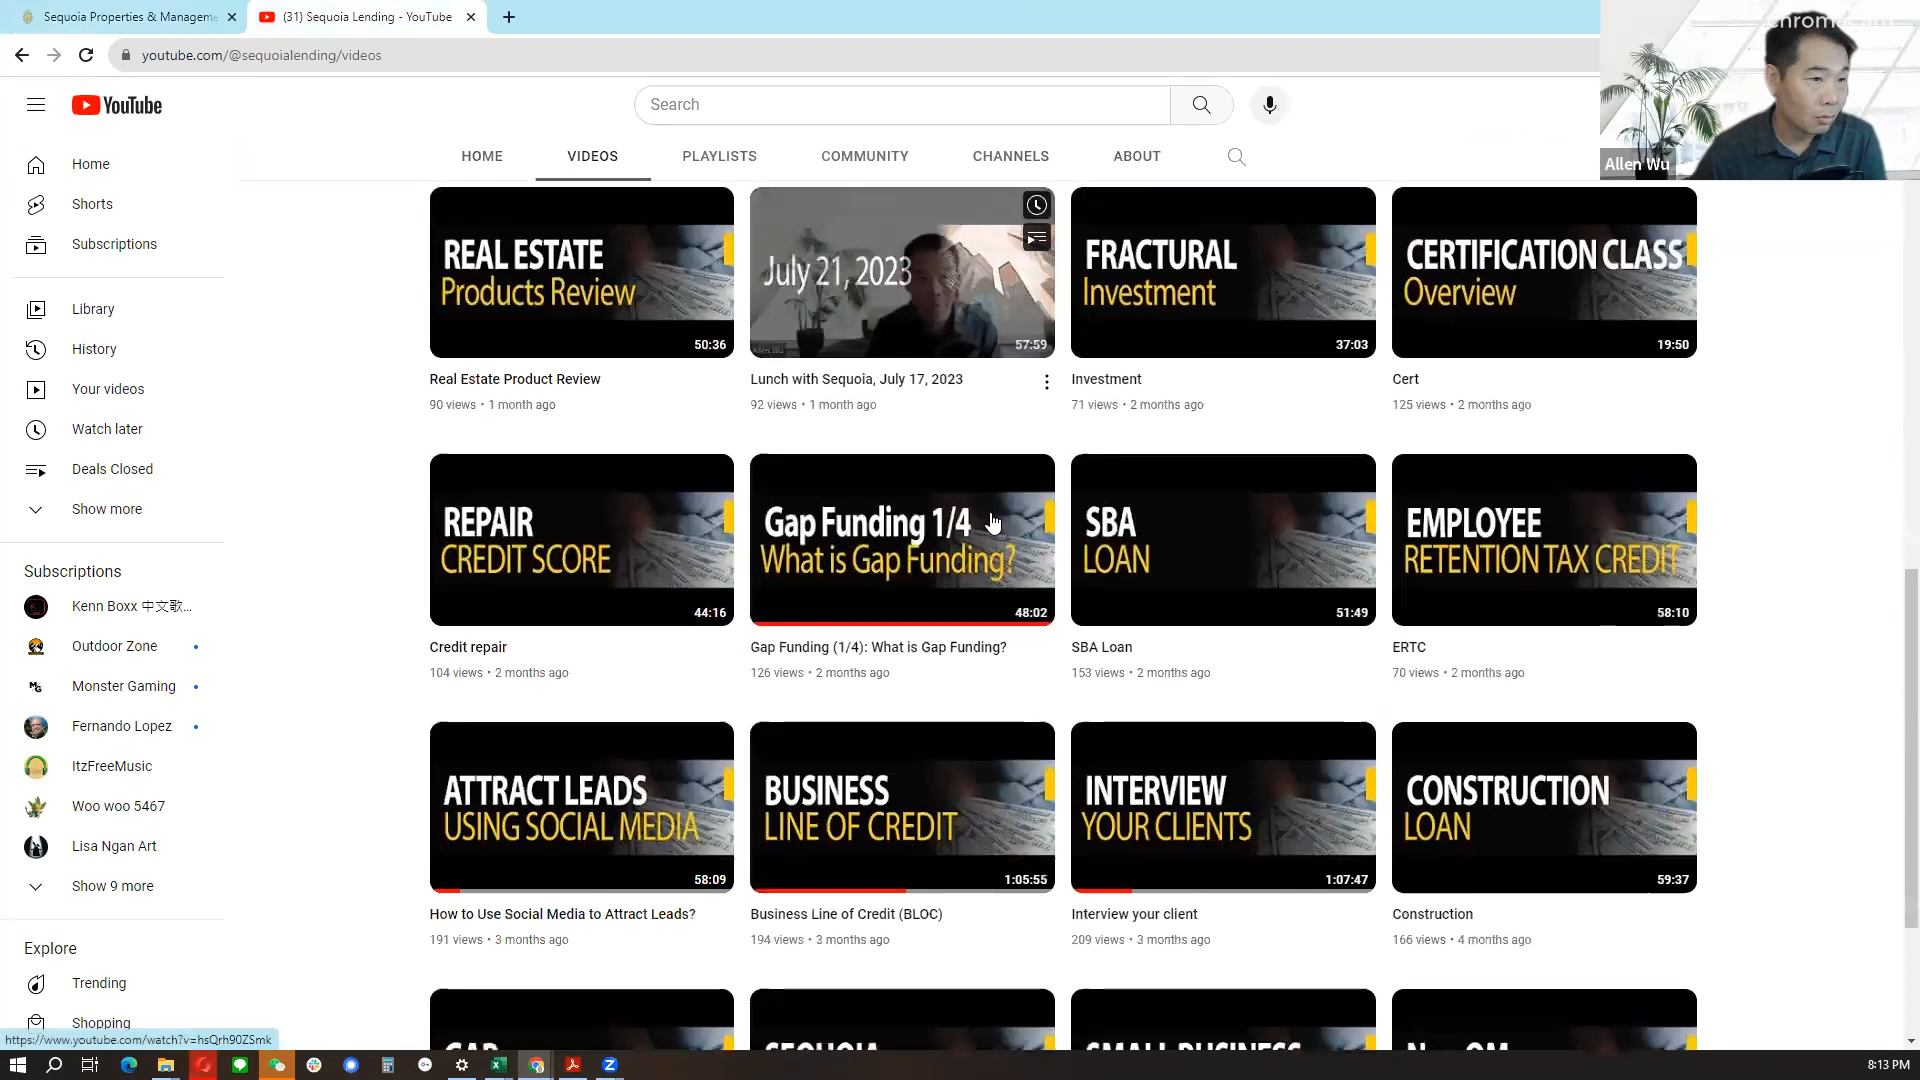 Sequoia Properties & Managem
(31) Sequoia Lending - YouTube
youtube.com/@sequoialending/videos
chromacam
Allen Wu
YouTube
Search
HOME
VIDEOS
PLAYLISTS
COMMUNITY
CHANNELS
ABOUT
Home
Shorts
Subscriptions
Library
History
Your videos
Watch later
Deals Closed
Show more
Subscriptions
Kenn Boxx 中文歌...
Outdoor Zone
Monster Gaming
Fernando Lopez
ItzFreeMusic
Woo woo 5467
Lisa Ngan Art
Show 9 more
Explore
Trending
Shopping
https://www.youtube.com/watch?v=hsQrh90ZSmk
REAL ESTATE
Products Review
50:36
Real Estate Product Review
90 views • 1 month ago
July 21, 2023
Allen Wu
57:59
Lunch with Sequoia, July 17, 2023
92 views • 1 month ago
FRACTURAL
Investment
37:03
Investment
71 views • 2 months ago
CERTIFICATION CLASS
Overview
19:50
Cert
125 views • 2 months ago
REPAIR
CREDIT SCORE
44:16
Credit repair
104 views • 2 months ago
Gap Funding 1/4
What is Gap Funding?
48:02
Gap Funding (1/4): What is Gap Funding?
126 views • 2 months ago
SBA
LOAN
51:49
SBA Loan
153 views • 2 months ago
EMPLOYEE
RETENTION TAX CREDIT
58:10
ERTC
70 views • 2 months ago
ATTRACT LEADS
USING SOCIAL MEDIA
58:09
How to Use Social Media to Attract Leads?
191 views • 3 months ago
BUSINESS
LINE OF CREDIT
1:05:55
Business Line of Credit (BLOC)
194 views • 3 months ago
INTERVIEW
YOUR CLIENTS
1:07:47
Interview your client
209 views • 3 months ago
CONSTRUCTION
LOAN
59:37
Construction
166 views • 4 months ago
GAP
SEQUOIA
SMALL BUSINESS
8:13 PM